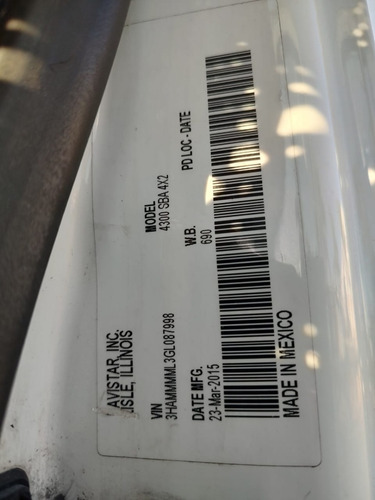 AVISTAR, INC.
ISLE, ILLINOIS
VIN
3HAMMMML3GL087998
MODEL
4300 SBA 4X2
DATE MFG.
23-Mar-2015
W.B.
690
PD LOC - DATE
MADE IN MEXICO